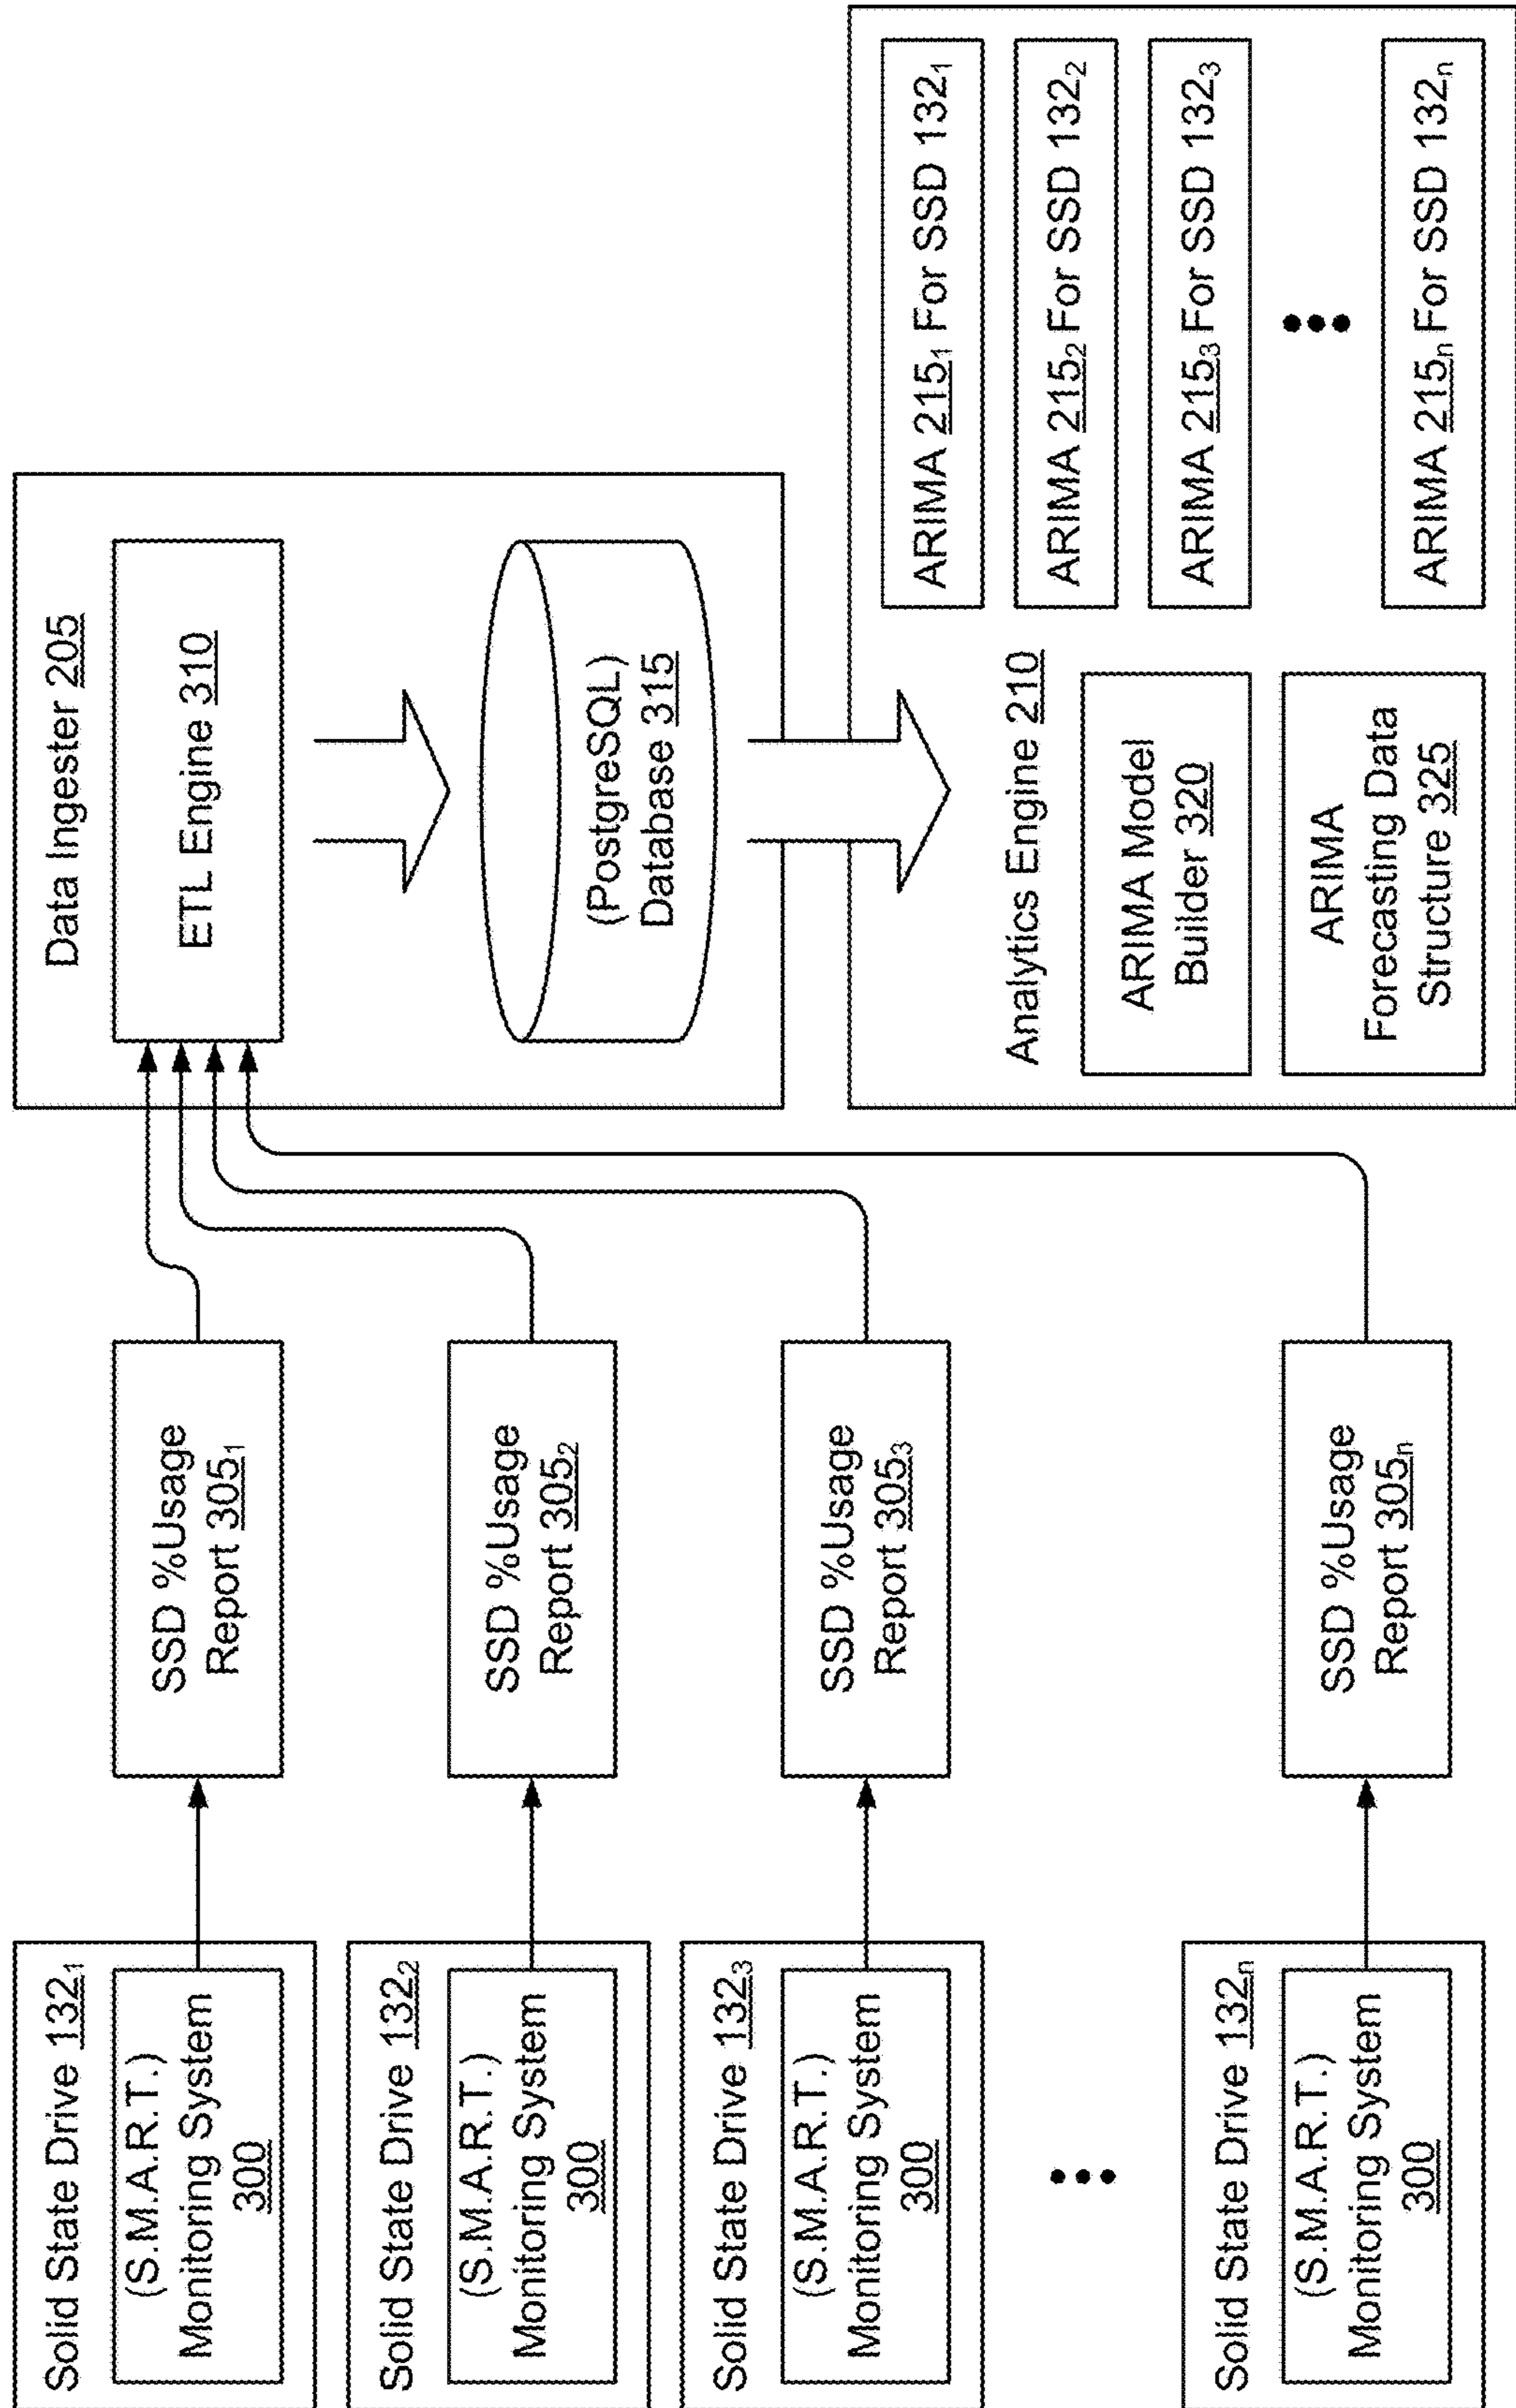 Solid State Drive 132₁
(S.M.A.R.T.)
Monitoring System
300
Solid State Drive 132₂
(S.M.A.R.T.)
Monitoring System
300
Solid State Drive 132₃
(S.M.A.R.T.)
Monitoring System
300
Solid State Drive 132ₙ
(S.M.A.R.T.)
Monitoring System
300
SSD %Usage
Report 305₁
SSD %Usage
Report 305₂
SSD %Usage
Report 305₃
SSD %Usage
Report 305ₙ
Data Ingester 205
ETL Engine 310
(PostgreSQL)
Database 315
Analytics Engine 210
ARIMA Model
Builder 320
ARIMA
Forecasting Data
Structure 325
ARIMA 215₁ For SSD 132₁
ARIMA 215₂ For SSD 132₂
ARIMA 215₃ For SSD 132₃
ARIMA 215ₙ For SSD 132ₙ